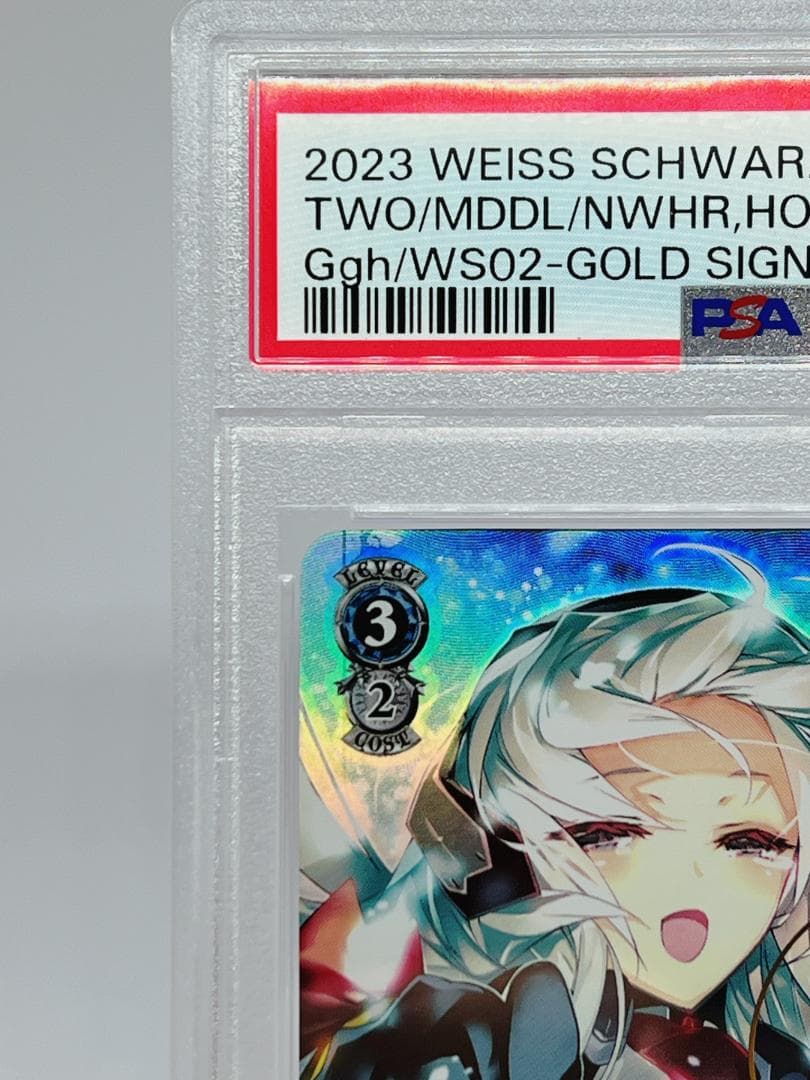 2023 WEISS SCHWAR
TWO/MDDL/NWHR,HO
Ggh/WS02-GOLD SIGN
PSA
LEVEL
3
2
COST